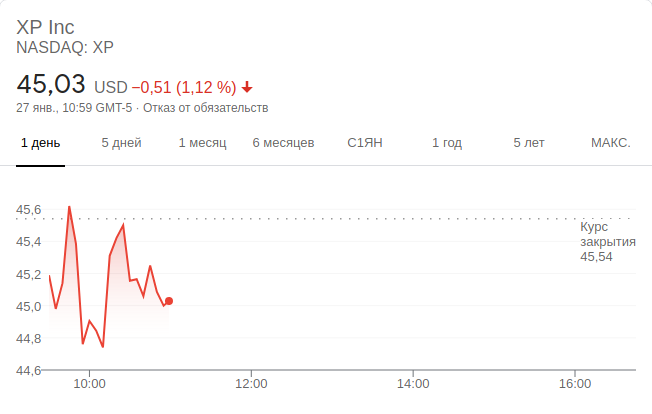 XP Inc
NASDAQ: XP
45,03 USD −0,51 (1,12 %)
27 янв., 10:59 GMT-5 · Отказ от обязательств
1 день 5 дней 1 месяц 6 месяцев С1ЯН 1 год 5 лет МАКС.
45,6
Курс
закрытия
45,54
45,4
45,2
45,0
44,8
44,6
10:00 12:00 14:00 16:00